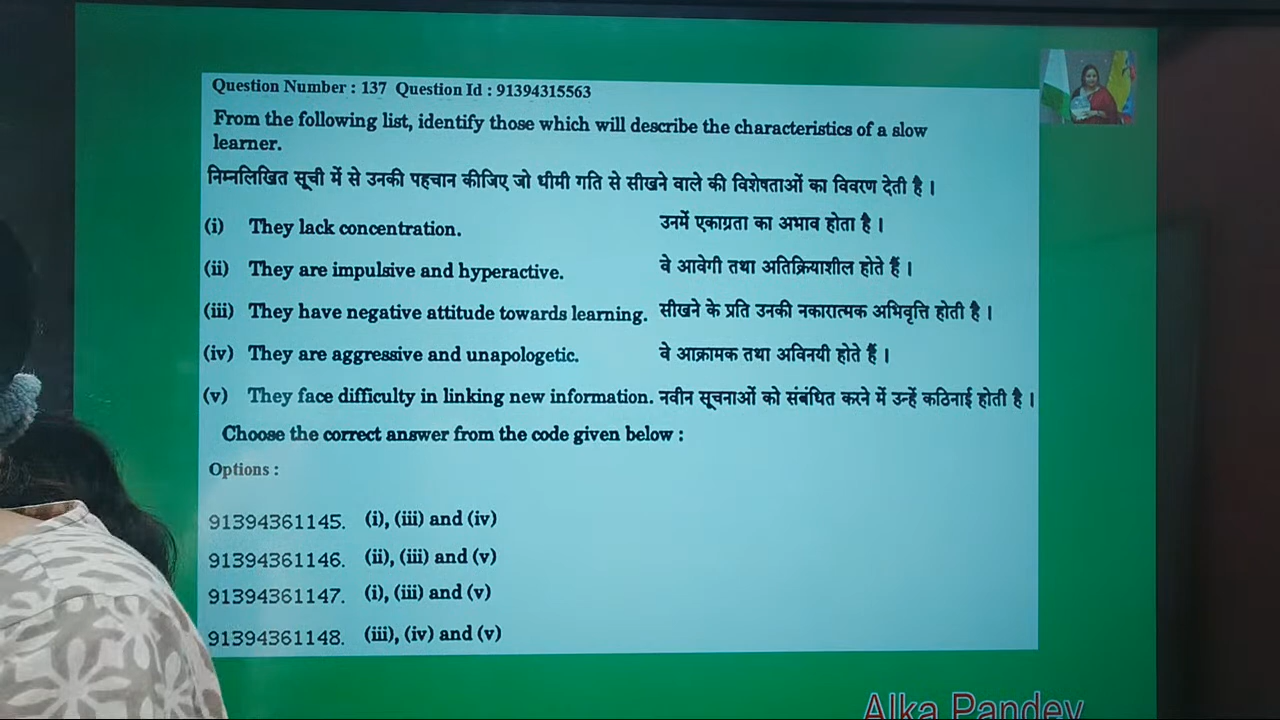 Question Number : 137 Question Id : 91394315563
From the following list, identify those which will describe the characteristics of a slow
learner.
निम्नलिखित सूची में से उनकी पहचान कीजिए जो धीमी गति से सीखने वाले की विशेषताओं का विवरण देती है ।
(i) They lack concentration. उनमें एकाग्रता का अभाव होता है ।
(ii) They are impulsive and hyperactive. वे आवेगी तथा अतिक्रियाशील होते हैं ।
(iii) They have negative attitude towards learning. सीखने के प्रति उनकी नकारात्मक अभिवृत्ति होती है ।
(iv) They are aggressive and unapologetic. वे आक्रामक तथा अविनयी होते हैं ।
(v) They face difficulty in linking new information. नवीन सूचनाओं को संबंधित करने में उन्हें कठिनाई होती है ।
Choose the correct answer from the code given below :
Options :
91394361145. (i), (iii) and (iv)
91394361146. (ii), (iii) and (v)
91394361147. (i), (iii) and (v)
91394361148. (iii), (iv) and (v)
Alka Pandey